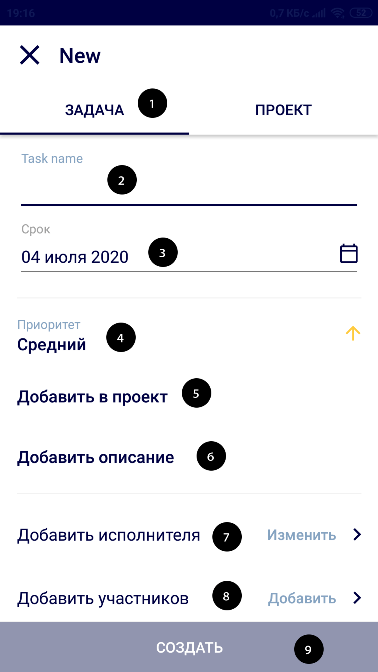 19:16 0,7 КБ/с 52
New
ЗАДАЧА 1 ПРОЕКТ
Task name
2
Срок
04 июля 2020 3
Приоритет
Средний 4
Добавить в проект 5
Добавить описание 6
Добавить исполнителя 7 Изменить
Добавить участников 8 Добавить
СОЗДАТЬ 9